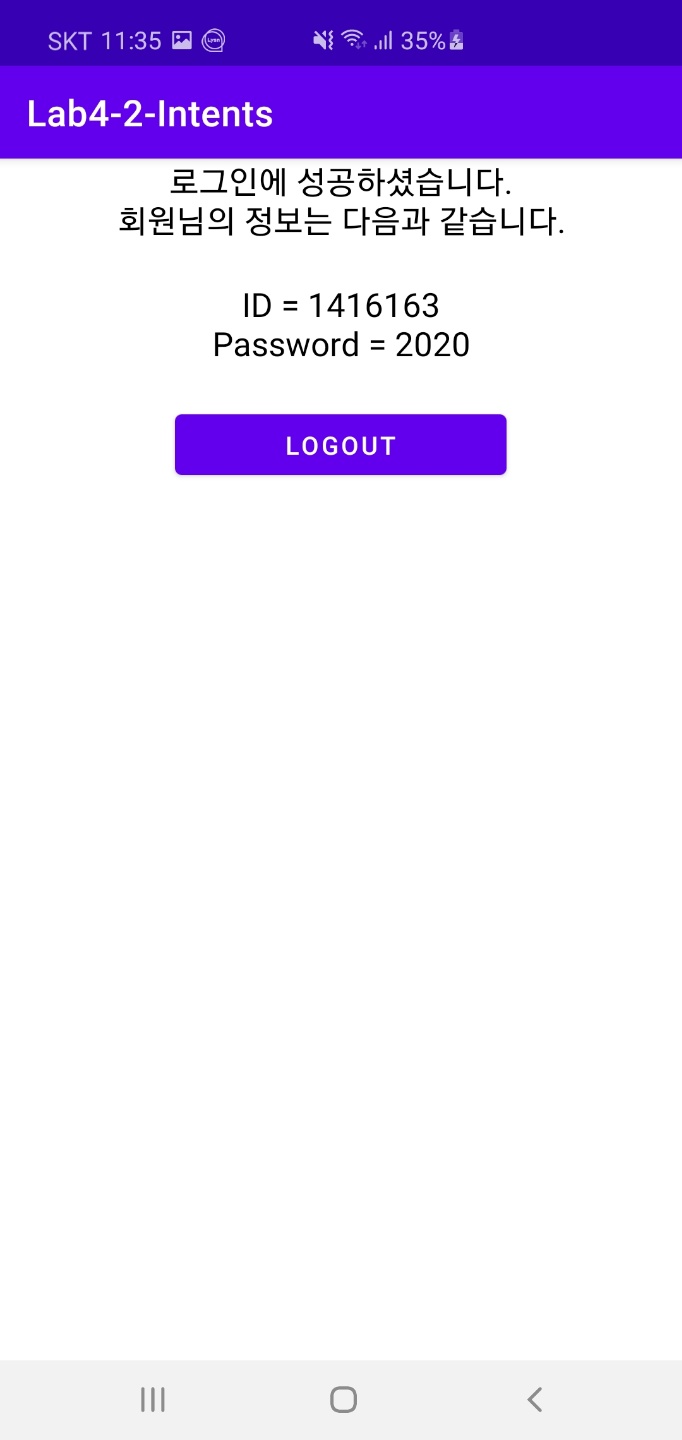 SKT 11:35 35%
Lab4-2-Intents
로그인에 성공하셨습니다.
회원님의 정보는 다음과 같습니다.
ID = 1416163
Password = 2020
LOGOUT